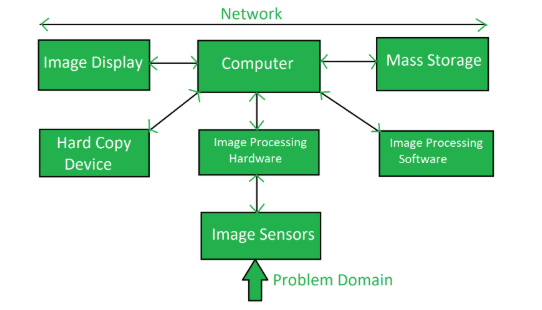 Network
Image Display
Computer
Mass Storage
Hard Copy
Device
Image Processing
Hardware
Image Processing
Software
Image Sensors
Problem Domain